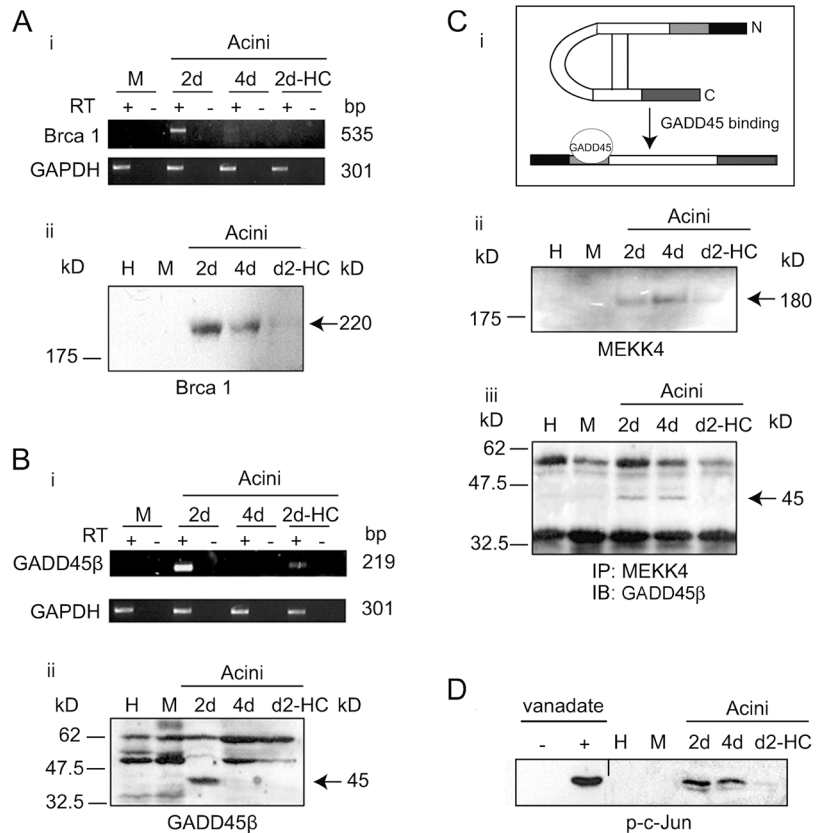 A
i
Acini
M 2d 4d 2d-HC
RT + - + - + - + - bp
Brca 1 535
GAPDH 301
ii
Acini
kD H M 2d 4d d2-HC kD
220
175
Brca 1
B
i
Acini
M 2d 4d 2d-HC
RT + - + - + - + - bp
GADD45β 219
GAPDH 301
ii
Acini
kD H M 2d 4d d2-HC kD
62
47.5
45
32.5
GADD45β
C
i
N
C
GADD45 binding
GADD45
ii
Acini
kD H M 2d 4d d2-HC kD
180
175
MEKK4
iii
Acini
kD H M 2d 4d d2-HC kD
62
47.5
45
32.5
IP: MEKK4
IB: GADD45β
D
vanadate Acini
- + H M 2d 4d d2-HC
p-c-Jun